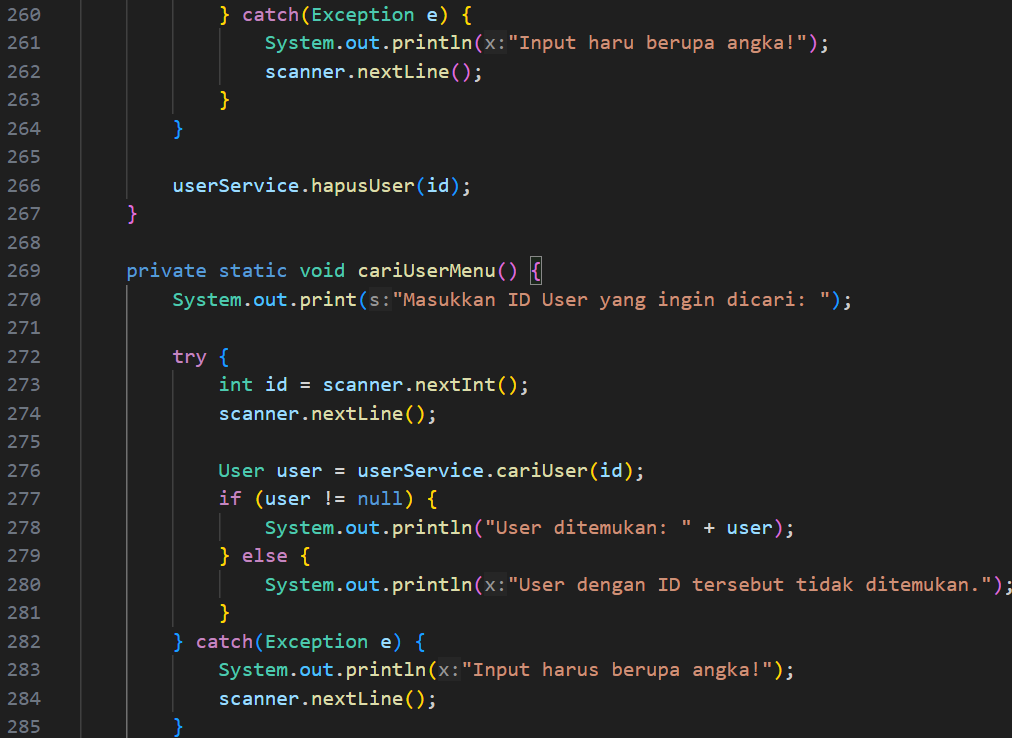 260 } catch(Exception e) {
261 System.out.println(x:"Input haru berupa angka!");
262 scanner.nextLine();
263 }
264 }
265
266 userService.hapusUser(id);
267 }
268
269 private static void cariUserMenu() {
270 System.out.print(s:"Masukkan ID User yang ingin dicari: ");
271
272 try {
273 int id = scanner.nextInt();
274 scanner.nextLine();
275
276 User user = userService.cariUser(id);
277 if (user != null) {
278 System.out.println("User ditemukan: " + user);
279 } else {
280 System.out.println(x:"User dengan ID tersebut tidak ditemukan.");
281 }
282 } catch(Exception e) {
283 System.out.println(x:"Input harus berupa angka!");
284 scanner.nextLine();
285 }